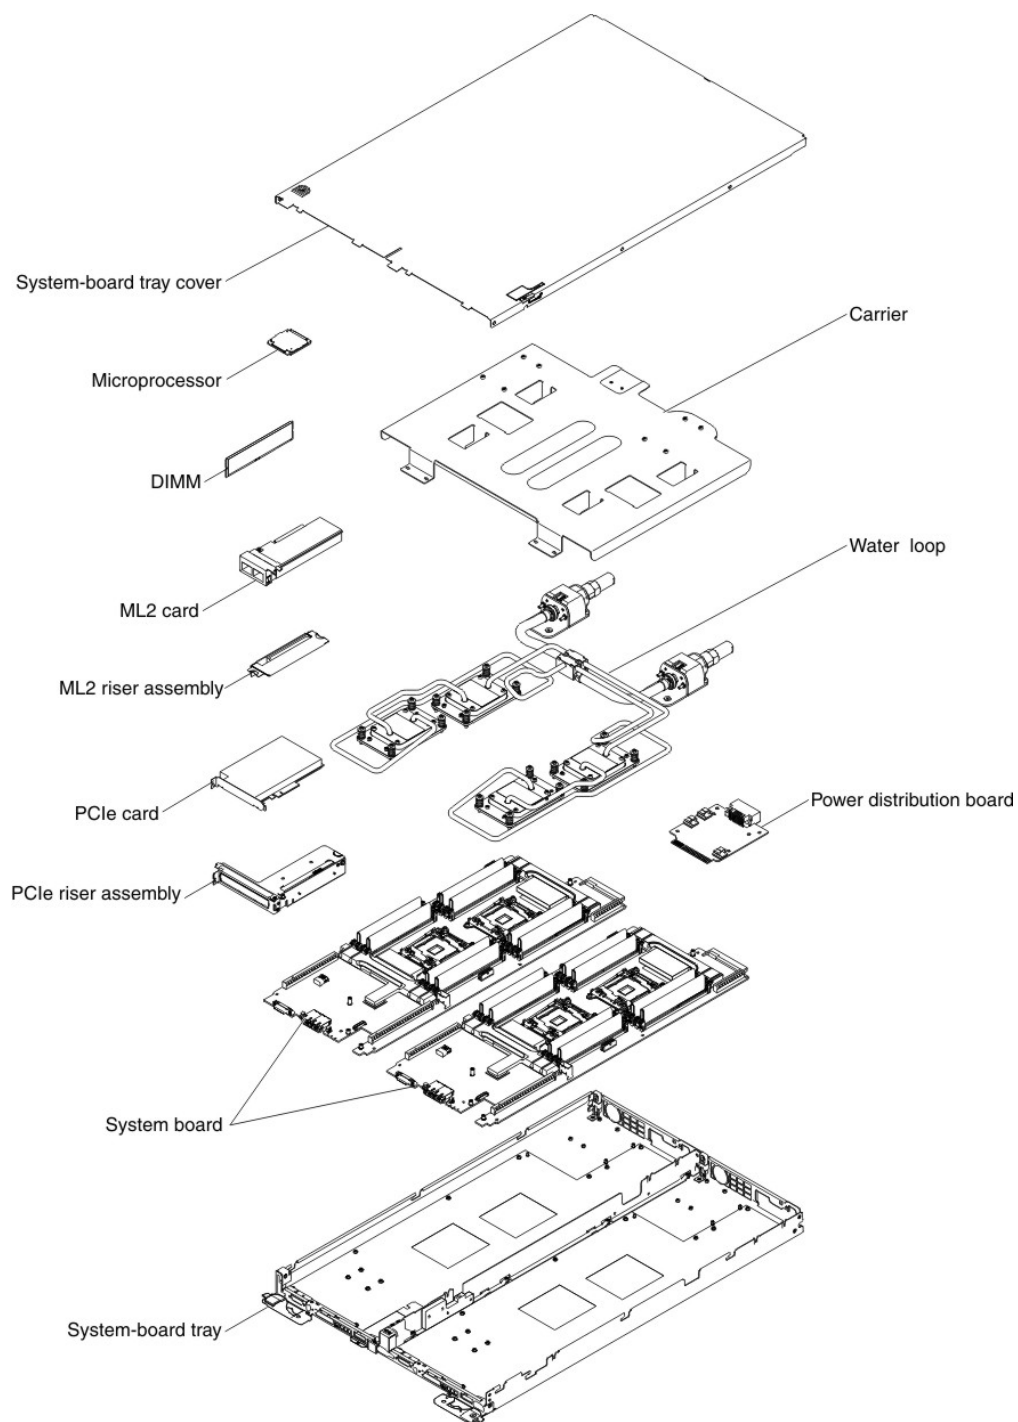 System-board tray cover
Carrier
Microprocessor
DIMM
Water loop
ML2 card
ML2 riser assembly
PCIe card
Power distribution board
PCIe riser assembly
System board
System-board tray